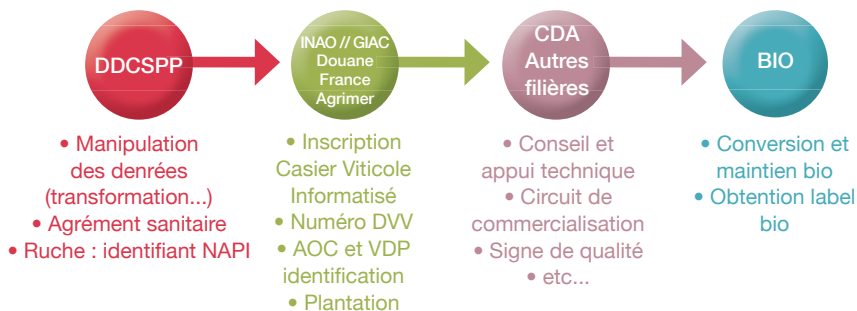 DDCSPP
• Manipulation
des denrées
(transformation...)
• Agrément sanitaire
• Ruche : identifiant NAPI
INAO // GIAC
Douane
France
Agrimer
• Inscription
Casier Viticole
Informatisé
• Numéro DVV
• AOC et VDP
identification
• Plantation
CDA
Autres
filières
• Conseil et
appui technique
• Circuit de
commercialisation
• Signe de qualité
• etc...
BIO
• Conversion et
maintien bio
• Obtention label
bio